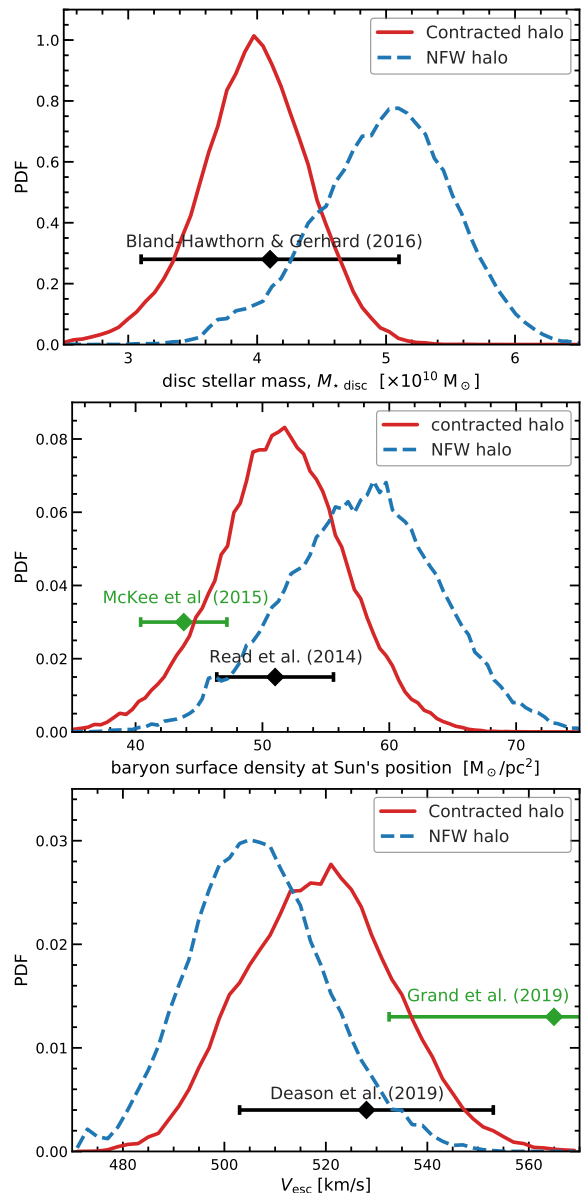 1.0
0.8
0.6
0.4
0.2
0.0
PDF
Contracted halo
NFW halo
Bland-Hawthorn & Gerhard (2016)
3 4 5 6
disc stellar mass, M⋆ disc [×10¹⁰ M☉]
0.08
0.06
0.04
0.02
0.00
PDF
contracted halo
NFW halo
McKee et al. (2015)
Read et al. (2014)
40 50 60 70
baryon surface density at Sun's position [M☉/pc²]
0.03
0.02
0.01
0.00
PDF
Contracted halo
NFW halo
Grand et al. (2019)
Deason et al. (2019)
480 500 520 540 560
Vesc [km/s]